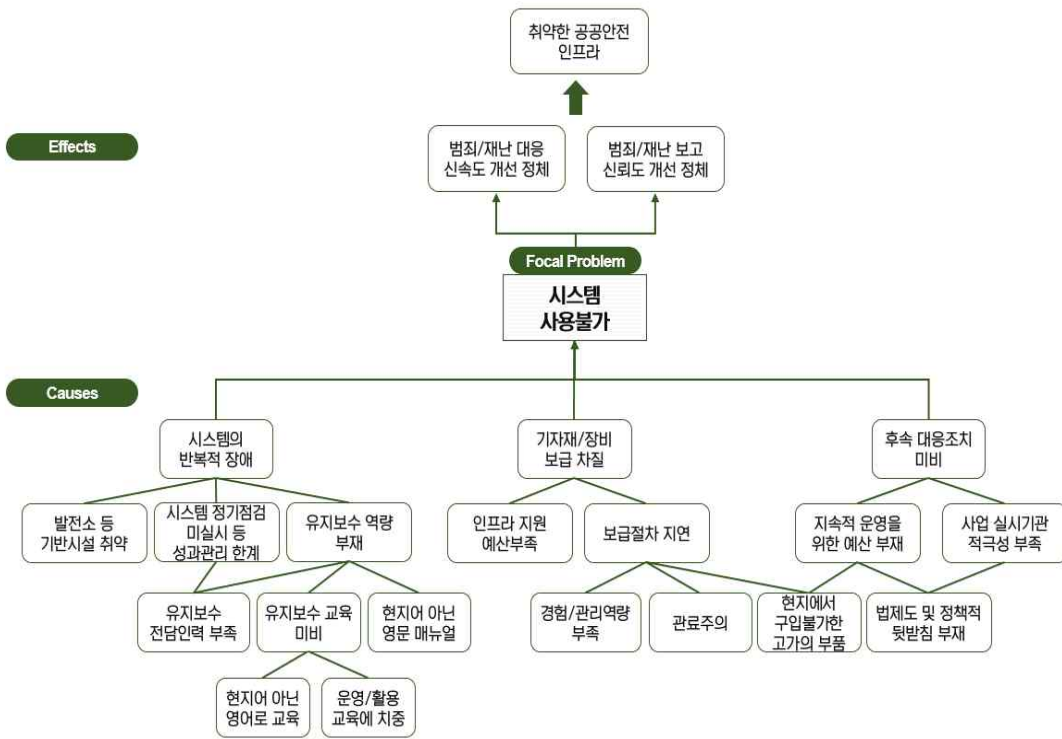 취약한 공공안전
인프라
Effects
범죄/재난 대응
신속도 개선 정체
범죄/재난 보고
신뢰도 개선 정체
Focal Problem
시스템
사용불가
Causes
시스템의
반복적 장애
기자재/장비
보급 차질
후속 대응조치
미비
발전소 등
기반시설 취약
시스템 정기점검
미실시 등
성과관리 한계
유지보수 역량
부재
인프라 지원
예산부족
보급절차 지연
지속적 운영을
위한 예산 부재
사업 실시기관
적극성 부족
유지보수
전담인력 부족
유지보수 교육
미비
현지어 아닌
영문 매뉴얼
경험/관리역량
부족
관료주의
현지에서
구입불가한
고가의 부품
법제도 및 정책적
뒷받침 부재
현지어 아닌
영어로 교육
운영/활용
교육에 치중